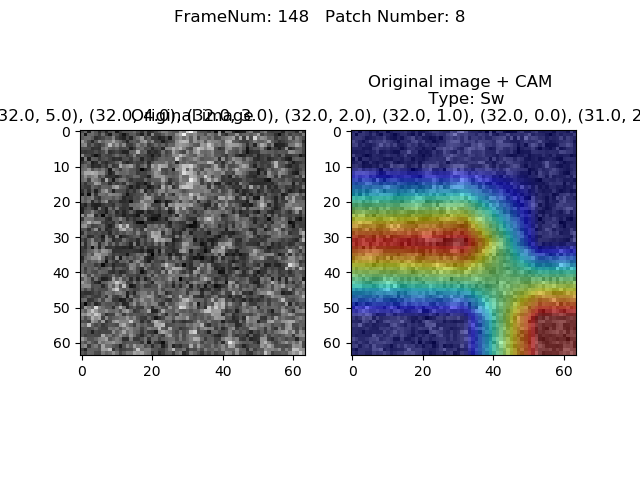 FrameNum: 148   Patch Number: 8
Original image + CAM
Type: Sw
32.0, 5.0), (32.0, 4.0), (32.0, 3.0), (32.0, 2.0), (32.0, 1.0), (32.0, 0.0), (31.0, 2
Original image
0
10
20
30
40
50
60
0 20 40 60
0
10
20
30
40
50
60
0 20 40 60